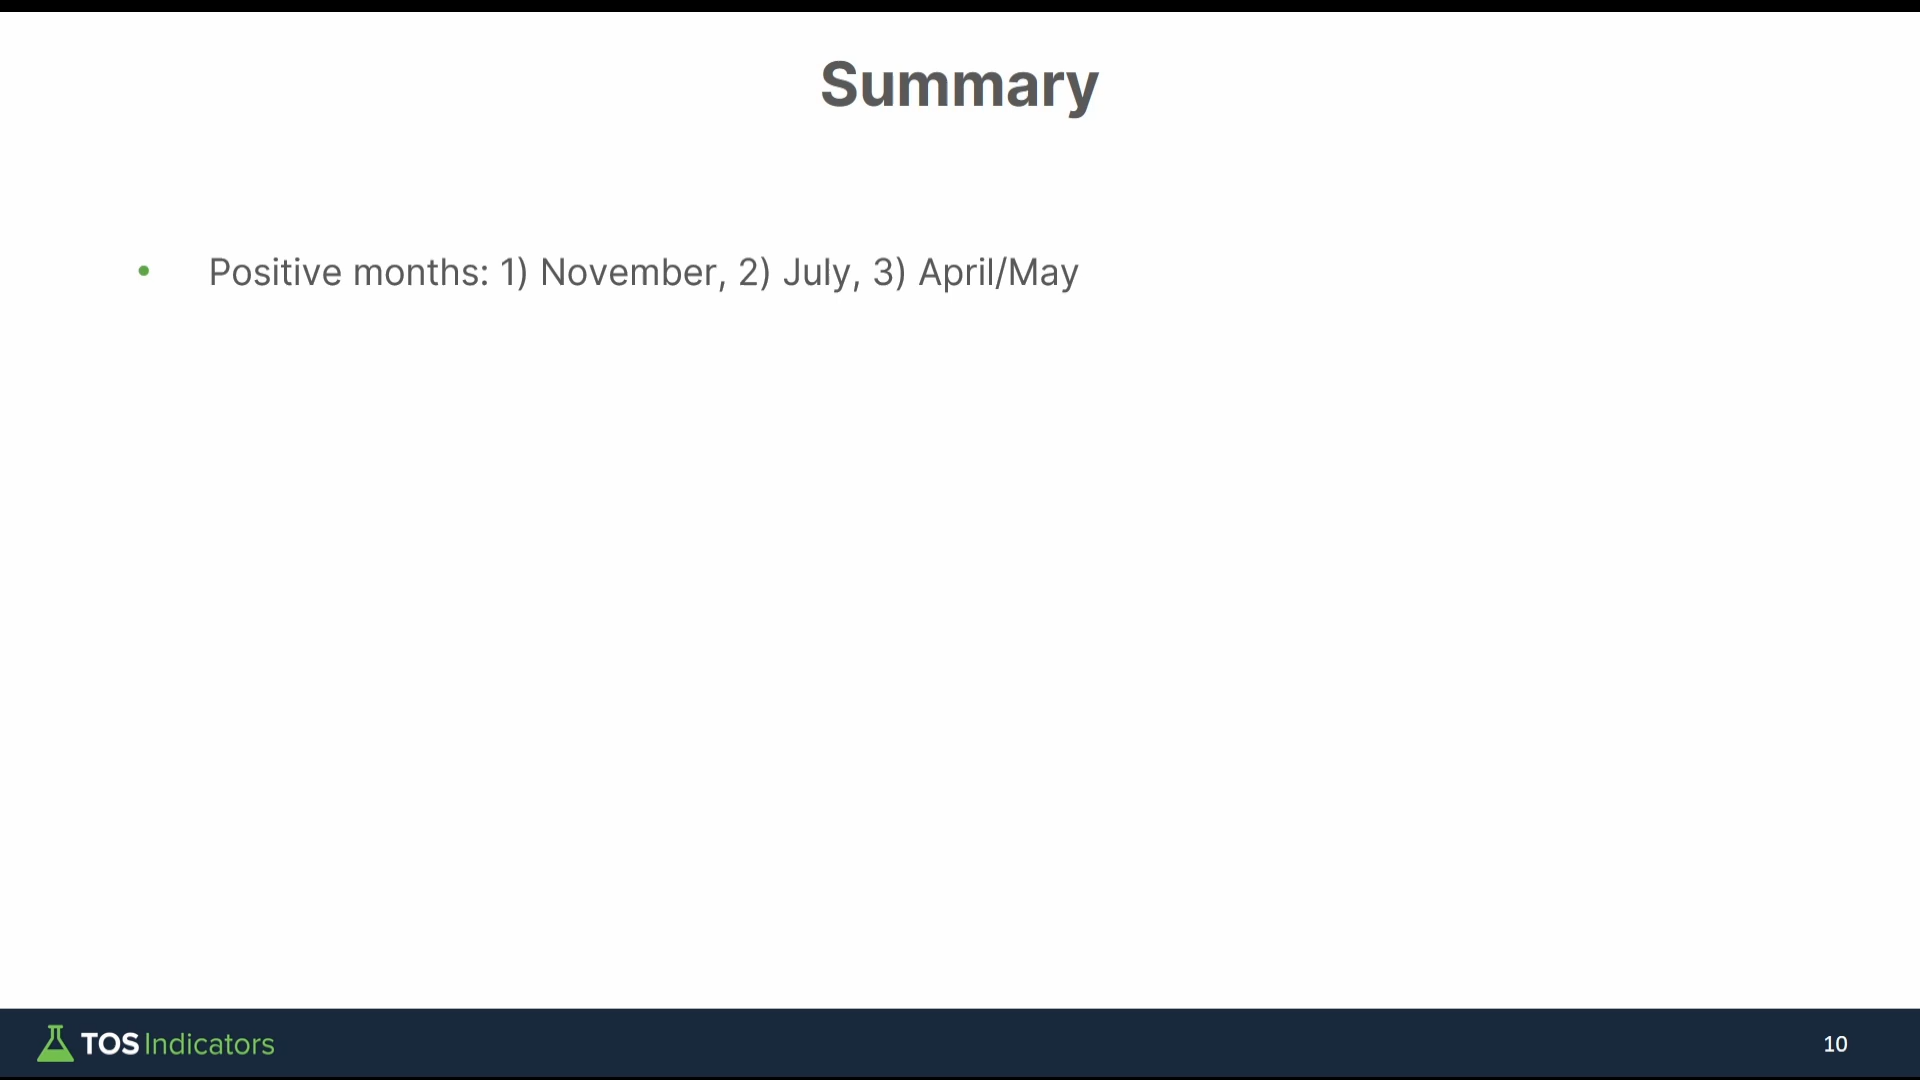 Summary
• Positive months: 1) November, 2) July, 3) April/May
TOS Indicators
10